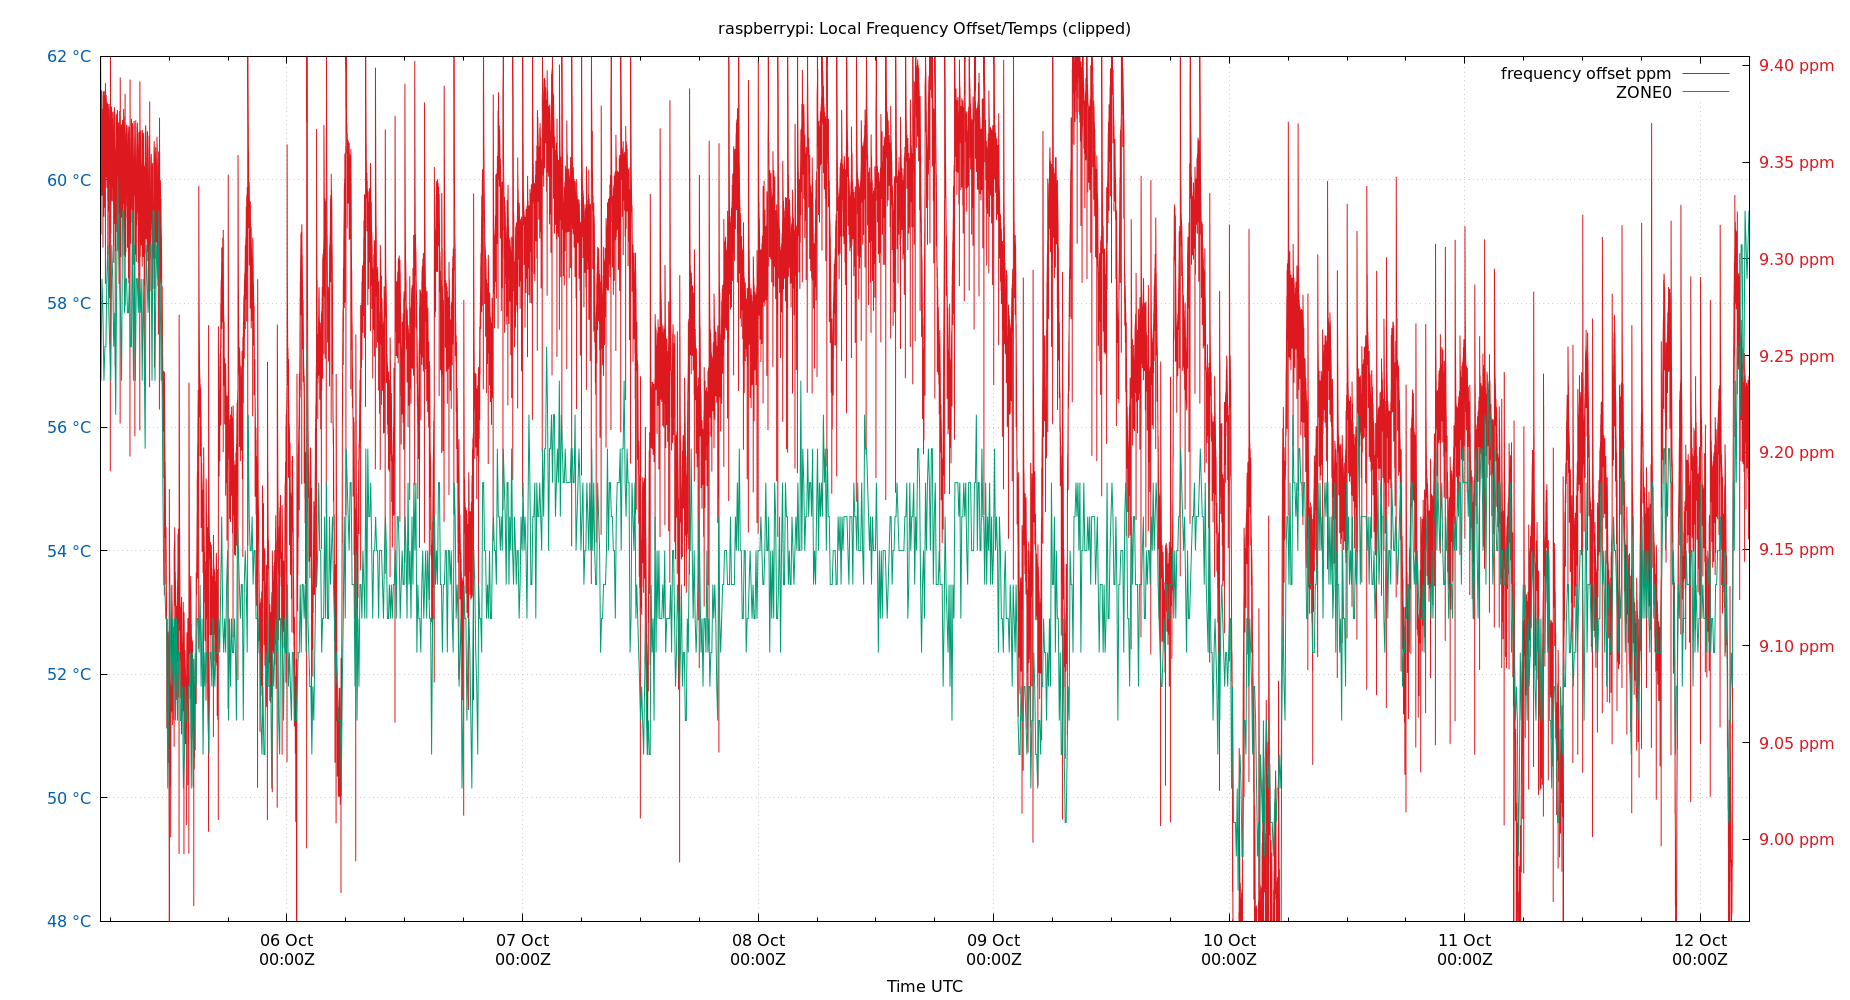 raspberrypi: Local Frequency Offset/Temps (clipped)
frequency offset ppm
ZONE0
62 °C
60 °C
58 °C
56 °C
54 °C
52 °C
50 °C
48 °C
9.40 ppm
9.35 ppm
9.30 ppm
9.25 ppm
9.20 ppm
9.15 ppm
9.10 ppm
9.05 ppm
9.00 ppm
06 Oct
00:00Z
07 Oct
00:00Z
08 Oct
00:00Z
09 Oct
00:00Z
10 Oct
00:00Z
11 Oct
00:00Z
12 Oct
00:00Z
Time UTC